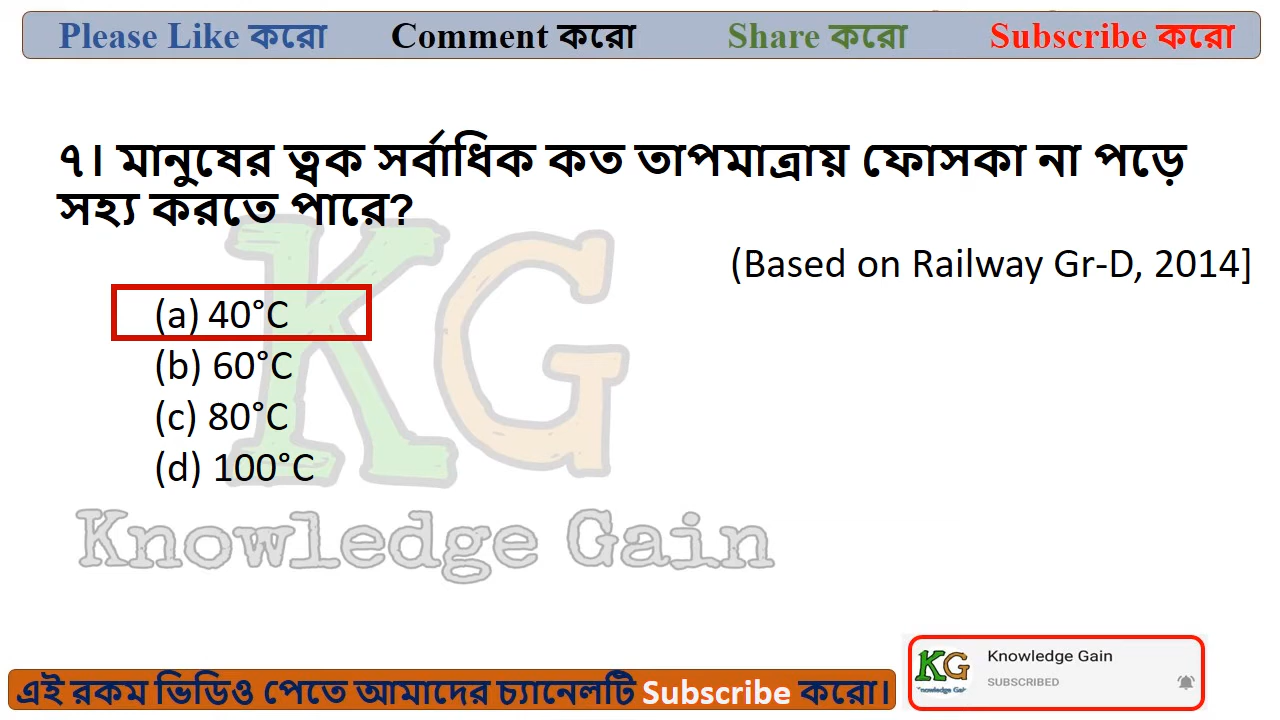 Please Like করো Comment করো Share করো Subscribe করো
৭। মানুষের ত্বক সর্বাধিক কত তাপমাত্রায় ফোসকা না পড়ে
সহ্য করতে পারে?
(Based on Railway Gr-D, 2014]
(a) 40°C
(b) 60°C
(c) 80°C
(d) 100°C
KG
Knowledge Gain
এই রকম ভিডিও পেতে আমাদের চ্যানেলটি Subscribe করো।
KG
Knowledge Gain
SUBSCRIBED